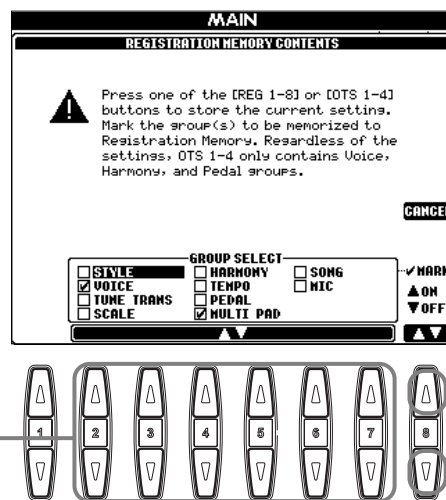 MAIN
REGISTRATION MEMORY CONTENTS
Press one of the [REG 1-8] or [OTS 1-4]
buttons to store the current setting.
Mark the group(s) to be memorized to
Registration Memory. Regardless of the
settings, OTS 1-4 only contains Voice,
Harmony, and Pedal groups.
CANCEL
GROUP SELECT
STYLE HARMONY SONG
VOICE TEMPO MIC
TUNE TRANS PEDAL
SCALE MULTI PAD
MARK
ON
OFF
1 2 3 4 5 6 7 8